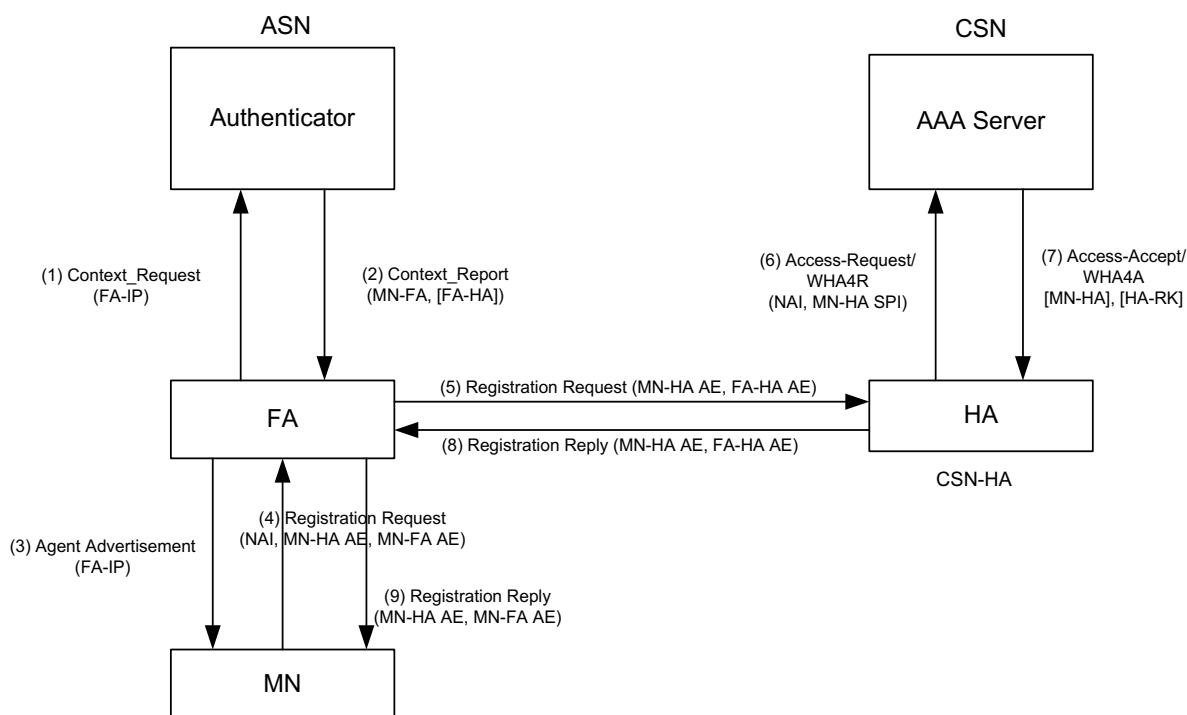 ASN
CSN
Authenticator
AAA Server
(1) Context_Request
(FA-IP)
(2) Context_Report
(MN-FA, [FA-HA])
(6) Access-Request/
WHA4R
(NAI, MN-HA SPI)
(7) Access-Accept/
WHA4A
[MN-HA], [HA-RK]
FA
(5) Registration Request (MN-HA AE, FA-HA AE)
(8) Registration Reply (MN-HA AE, FA-HA AE)
HA
CSN-HA
(3) Agent Advertisement
(FA-IP)
(4) Registration Request
(NAI, MN-HA AE, MN-FA AE)
(9) Registration Reply
(MN-HA AE, MN-FA AE)
MN